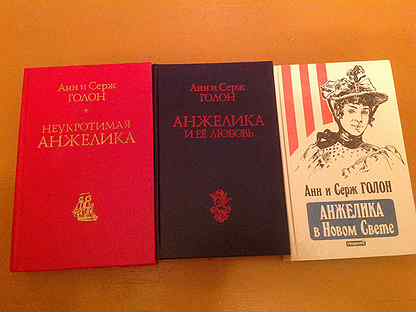 Анн и Серж
ГОЛОН
НЕУКРОТИМАЯ
АНЖЕЛИКА
Анн и Серж
ГОЛОН
АНЖЕЛИКА
И ЕЁ ЛЮБОВЬ
Анн и Серж ГОЛОН
АНЖЕЛИКА
в Новом Свете